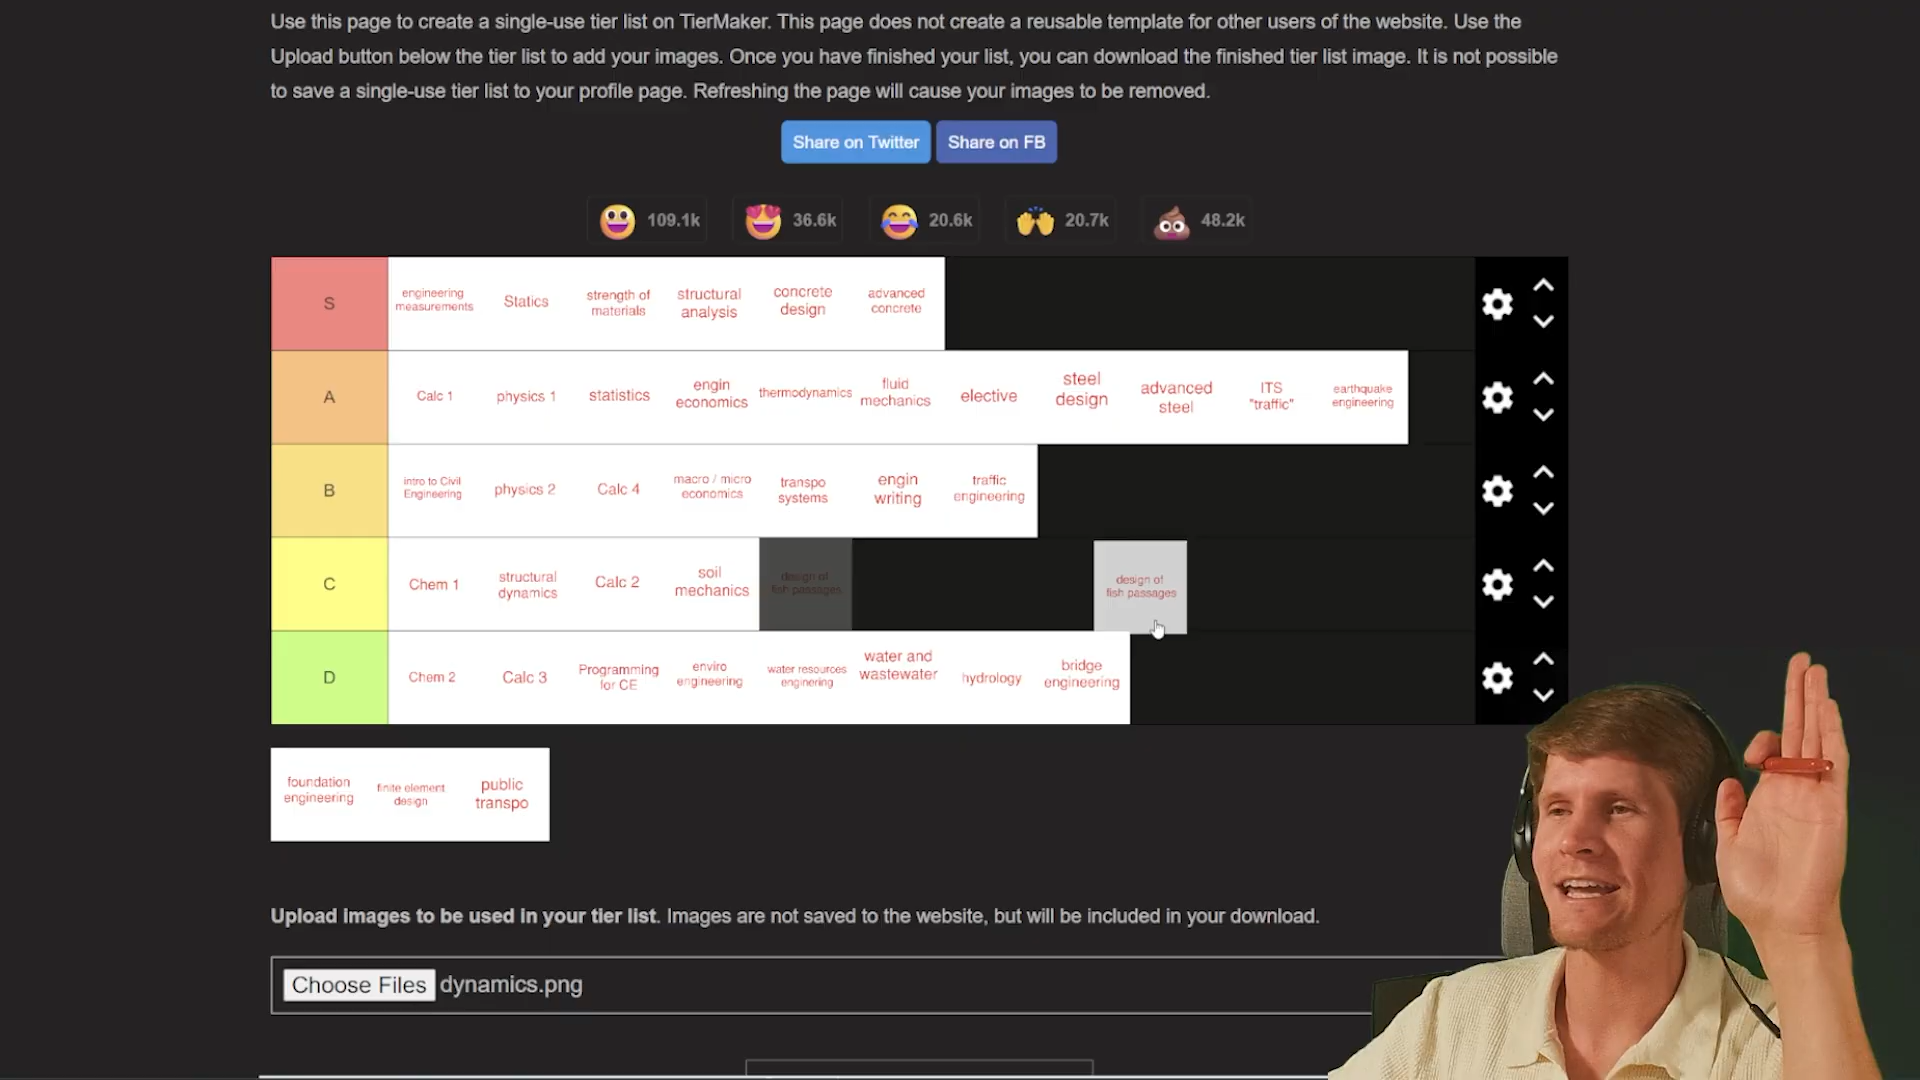 Use this page to create a single-use tier list on TierMaker. This page does not create a reusable template for other users of the website. Use the
Upload button below the tier list to add your images. Once you have finished your list, you can download the finished tier list image. It is not possible
to save a single-use tier list to your profile page. Refreshing the page will cause your images to be removed.
Share on Twitter
Share on FB
109.1k
36.6k
20.6k
20.7k
48.2k
S
engineering
measurements
Statics
strength of
materials
structural
analysis
concrete
design
advanced
concrete
A
Calc 1
physics 1
statistics
engin
economics
thermodynamics
fluid
mechanics
elective
steel
design
advanced
steel
ITS
"traffic"
earthquake
engineering
B
intro to Civil
Engineering
physics 2
Calc 4
macro / micro
economics
transpo
systems
engin
writing
traffic
engineering
C
Chem 1
structural
dynamics
Calc 2
soil
mechanics
design of
fish passages
design of
fish passages
D
Chem 2
Calc 3
Programming
for CE
enviro
engineering
water resources
enginering
water and
wastewater
hydrology
bridge
engineering
foundation
engineering
finite element
design
public
transpo
Upload images to be used in your tier list. Images are not saved to the website, but will be included in your download.
Choose Files dynamics.png